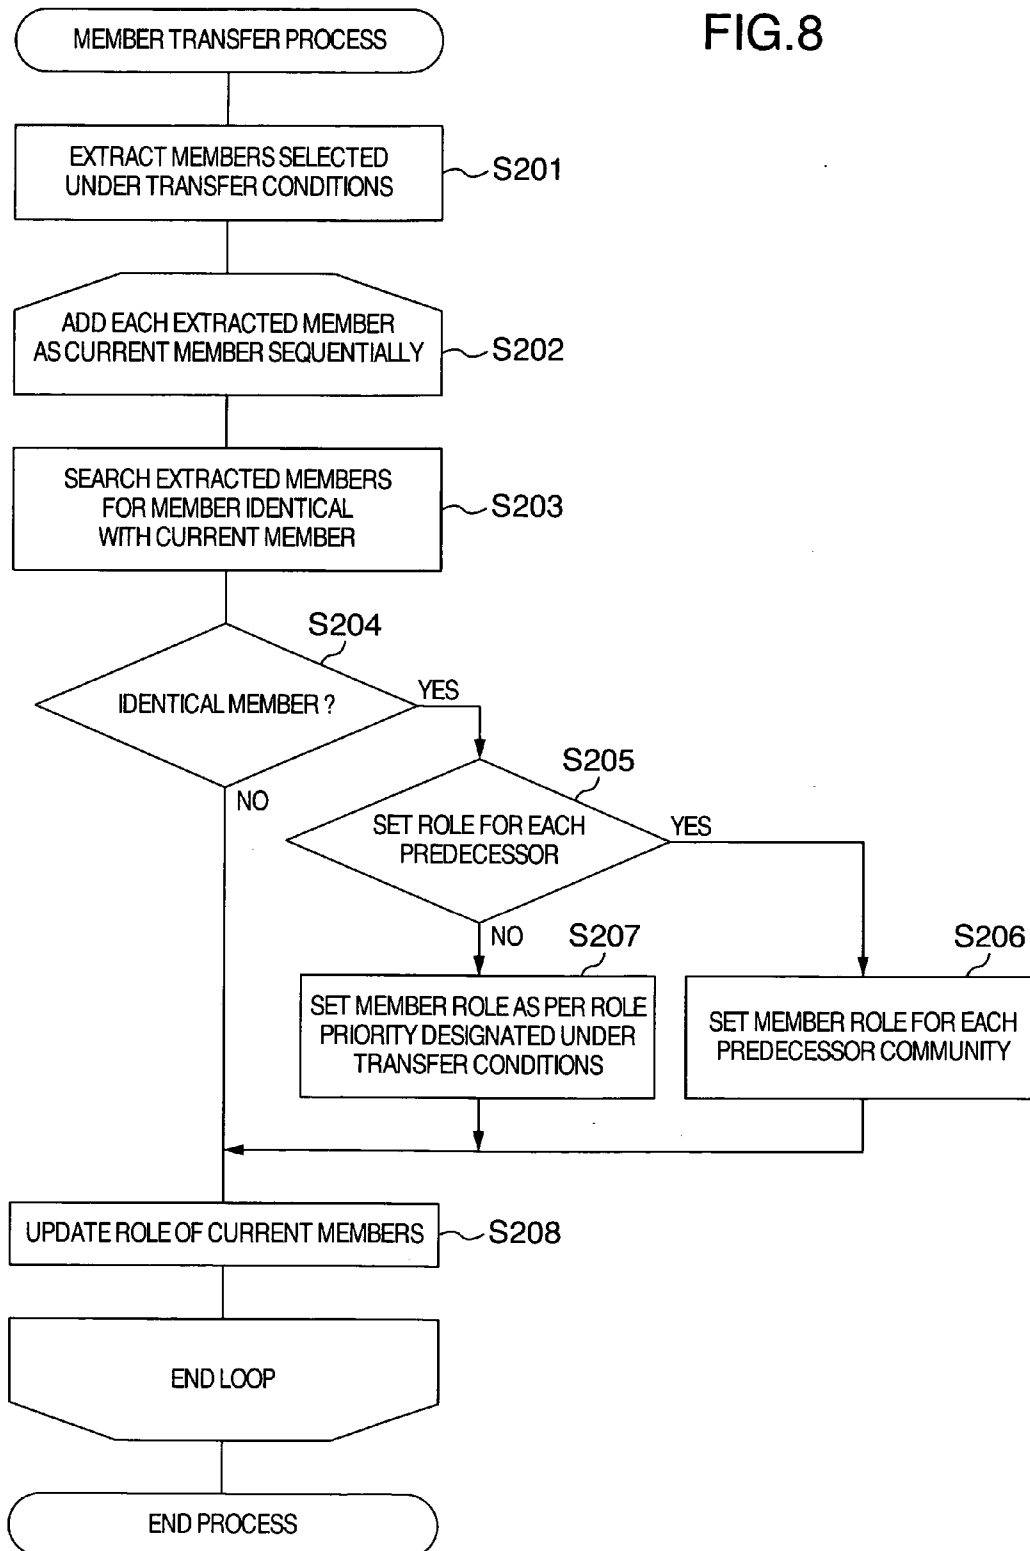 FIG.8
MEMBER TRANSFER PROCESS
EXTRACT MEMBERS SELECTED
UNDER TRANSFER CONDITIONS
S201
ADD EACH EXTRACTED MEMBER
AS CURRENT MEMBER SEQUENTIALLY
S202
SEARCH EXTRACTED MEMBERS
FOR MEMBER IDENTICAL
WITH CURRENT MEMBER
S203
S204
IDENTICAL MEMBER ?
YES
NO
S205
SET ROLE FOR EACH
PREDECESSOR
YES
NO
S207
SET MEMBER ROLE AS PER ROLE
PRIORITY DESIGNATED UNDER
TRANSFER CONDITIONS
S206
SET MEMBER ROLE FOR EACH
PREDECESSOR COMMUNITY
UPDATE ROLE OF CURRENT MEMBERS
S208
END LOOP
END PROCESS